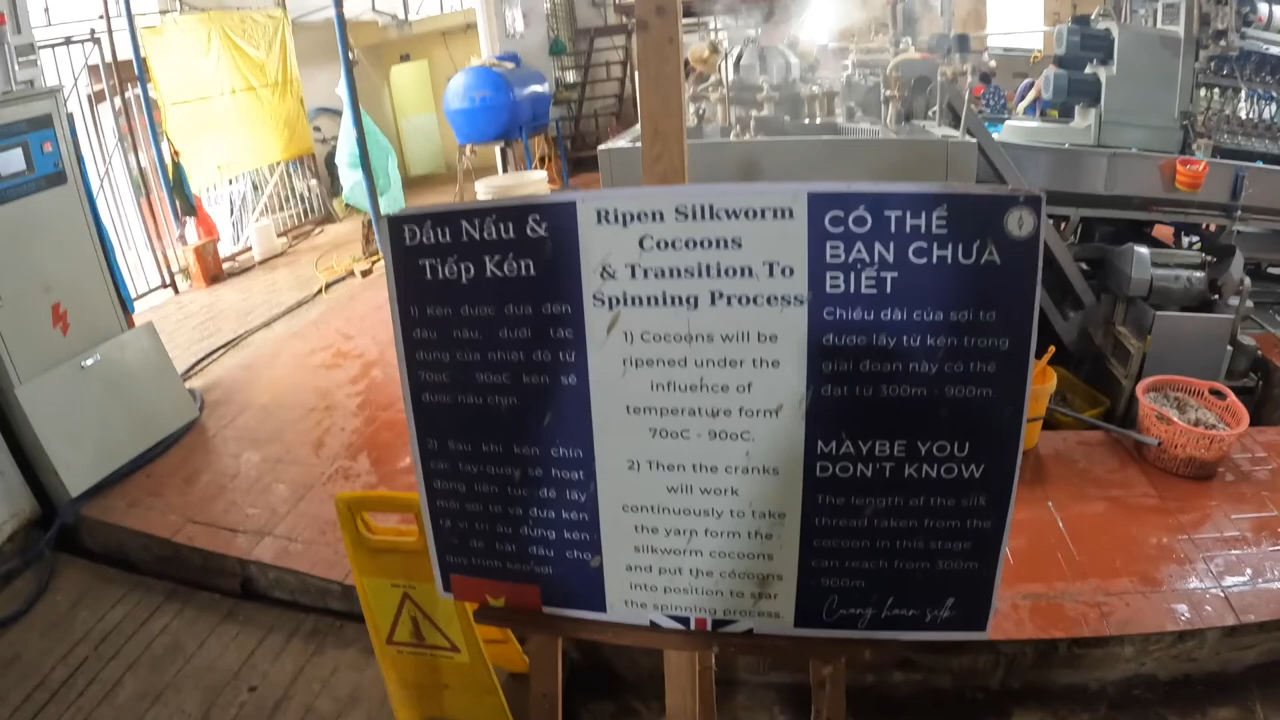 Đầu Nấu &
Tiếp Kén
1) Kén được đưa đến
đầu nấu, dưới tác
dụng của nhiệt độ từ
70oC - 90oC kén sẽ
được nấu chín.
2) Sau khi kén chín
các tay quay sẽ hoạt
động liên tục để lấy
mối sợi tơ và đưa kén
tả vị trí âu đựng kén
để bắt đầu cho
quy trình kéo sợi.
Ripen Silkworm
Cocoons
& Transition To
Spinning Process
1) Cocoons will be
ripened under the
influence of
temperature form
70oC - 90oC.
2) Then the cranks
will work
continuously to take
the yarn form the
silkworm cocoons
and put the cocoons
into position to star
the spinning process.
CÓ THỂ
BẠN CHƯA
BIẾT
Chiều dài của sợi tơ
được lấy từ kén trong
giai đoạn này có thể
đạt từ 300m - 900m
MAYBE YOU
DON'T KNOW
The length of the silk
thread taken from the
cocoon in this stage
can reach from 300m
- 900m.
Cuong hoan silk